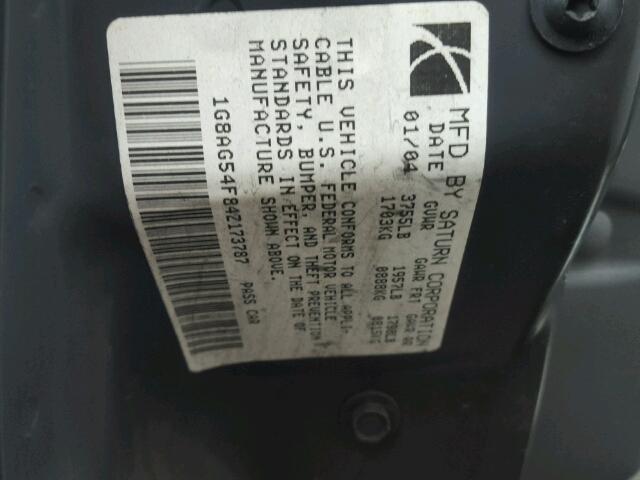 MFD BY SATURN CORPORATION
DATE GVWR GAWR FRT GAWR RR
01/04 3755LB 1957LB 1798LB
1703KG 0888KG 0815KG
THIS VEHICLE CONFORMS TO ALL APPLI-
CABLE U.S. FEDERAL MOTOR VEHICLE
SAFETY, BUMPER, AND THEFT PREVENTION
STANDARDS IN EFFECT ON THE DATE OF
MANUFACTURE SHOWN ABOVE.
1G8AG54F84Z173787 PASS CAR